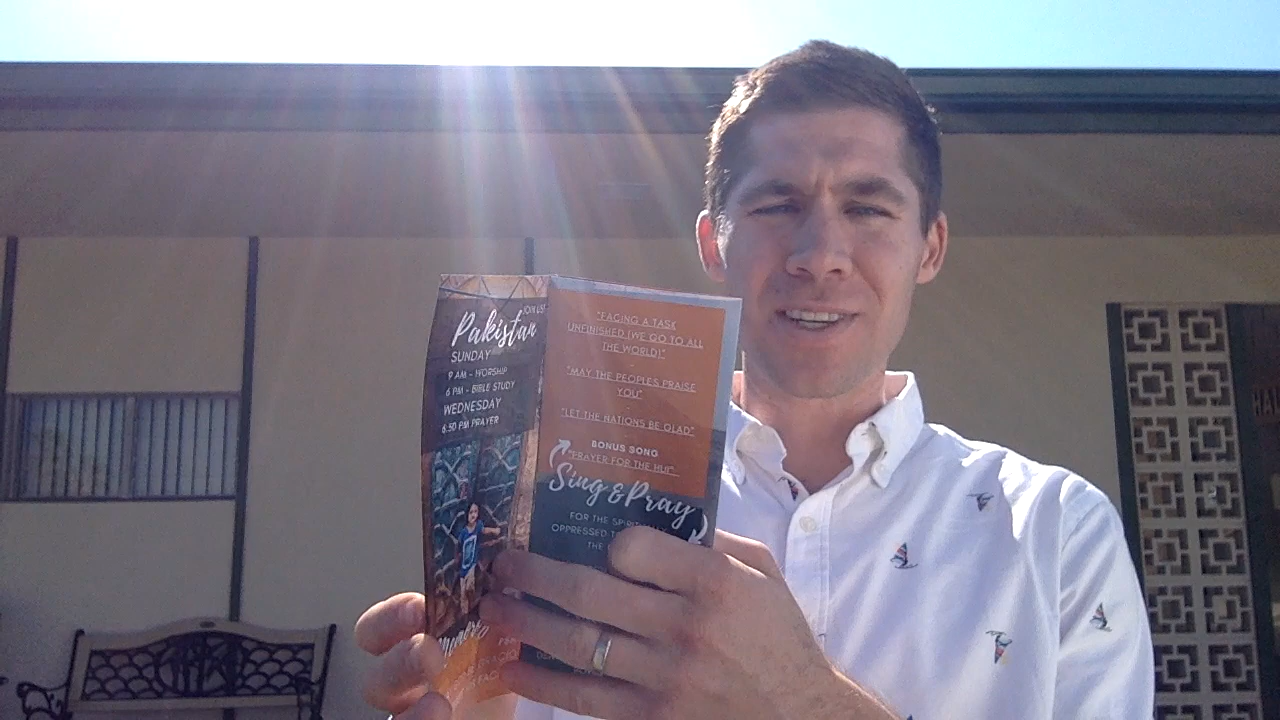 JOIN US!
Pakistan
SUNDAY
9 AM - WORSHIP
6 PM - BIBLE STUDY
WEDNESDAY
6:30 PM PRAYER
"FACING A TASK
UNFINISHED (WE GO TO ALL
THE WORLD)"
-
"MAY THE PEOPLES PRAISE
YOU"
-
"LET THE NATIONS BE GLAD"
BONUS SONG
"PRAYER FOR THE HUI"
Sing & Pray
FOR THE
OPPRESSED
THE